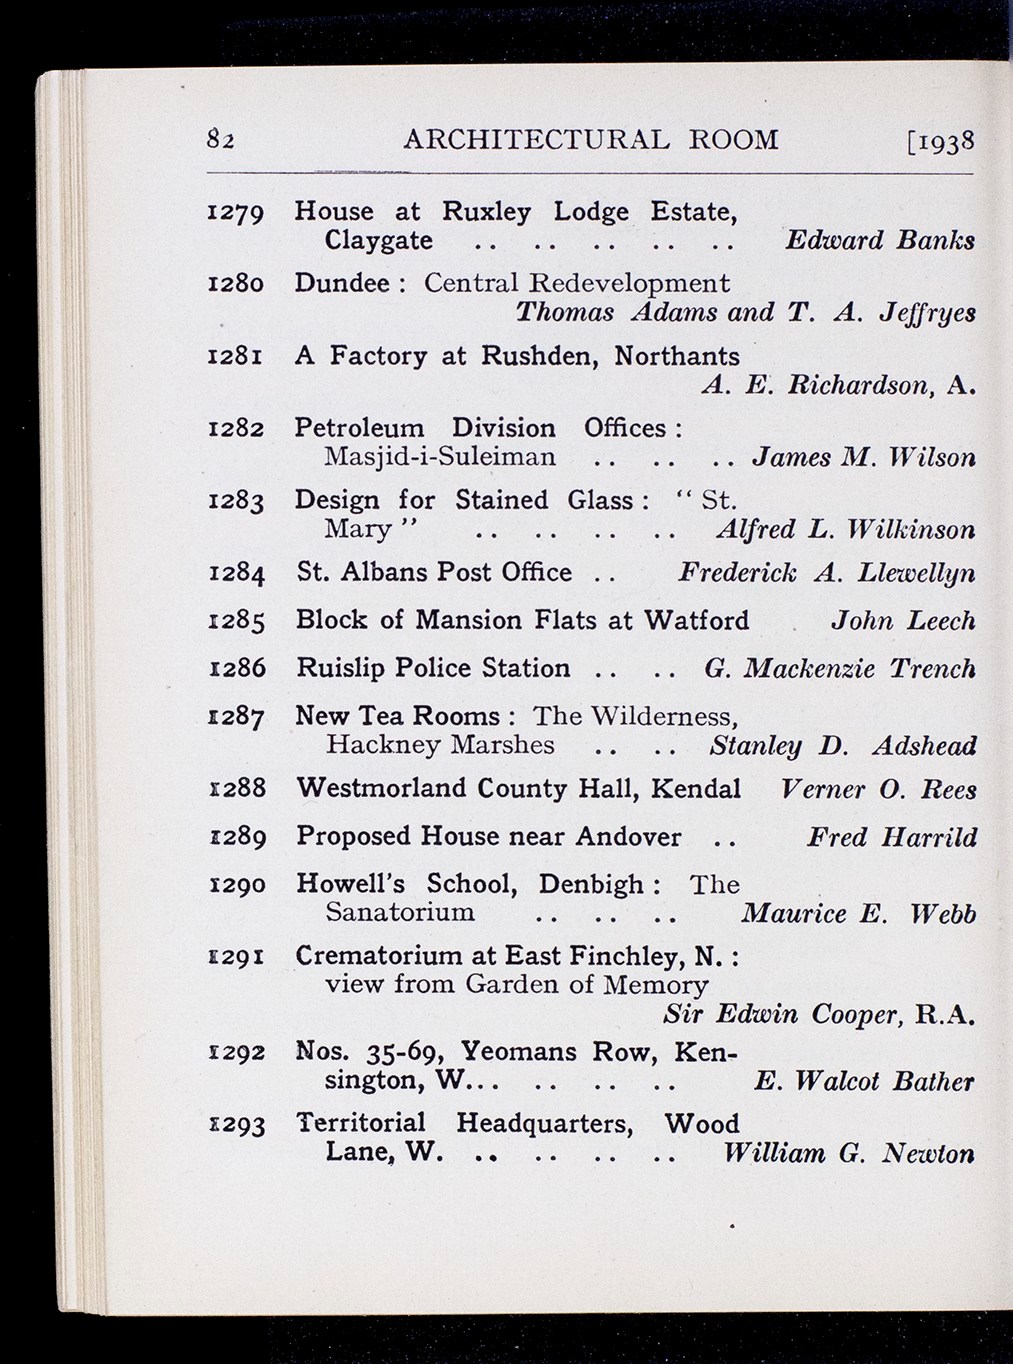 82 ARCHITECTURAL ROOM [1938
1279 House at Ruxley Lodge Estate,
Claygate .. .. .. .. .. Edward Banks
1280 Dundee : Central Redevelopment
Thomas Adams and T. A. Jeffryes
1281 A Factory at Rushden, Northants
A. E. Richardson, A.
1282 Petroleum Division Offices :
Masjid-i-Suleiman .. .. .. James M. Wilson
1283 Design for Stained Glass : “ St.
Mary ” .. .. .. .. Alfred L. Wilkinson
1284 St. Albans Post Office .. Frederick A. Llewellyn
1285 Block of Mansion Flats at Watford John Leech
1286 Ruislip Police Station .. .. G. Mackenzie Trench
1287 New Tea Rooms : The Wilderness,
Hackney Marshes .. .. Stanley D. Adshead
1288 Westmorland County Hall, Kendal Verner O. Rees
1289 Proposed House near Andover .. Fred Harrild
1290 Howell's School, Denbigh : The
Sanatorium .. .. .. Maurice E. Webb
1291 Crematorium at East Finchley, N. :
view from Garden of Memory
Sir Edwin Cooper, R.A.
1292 Nos. 35-69, Yeomans Row, Ken-
sington, W... .. .. .. E. Walcot Bather
1293 Territorial Headquarters, Wood
Lane, W. .. .. .. .. William G. Newton